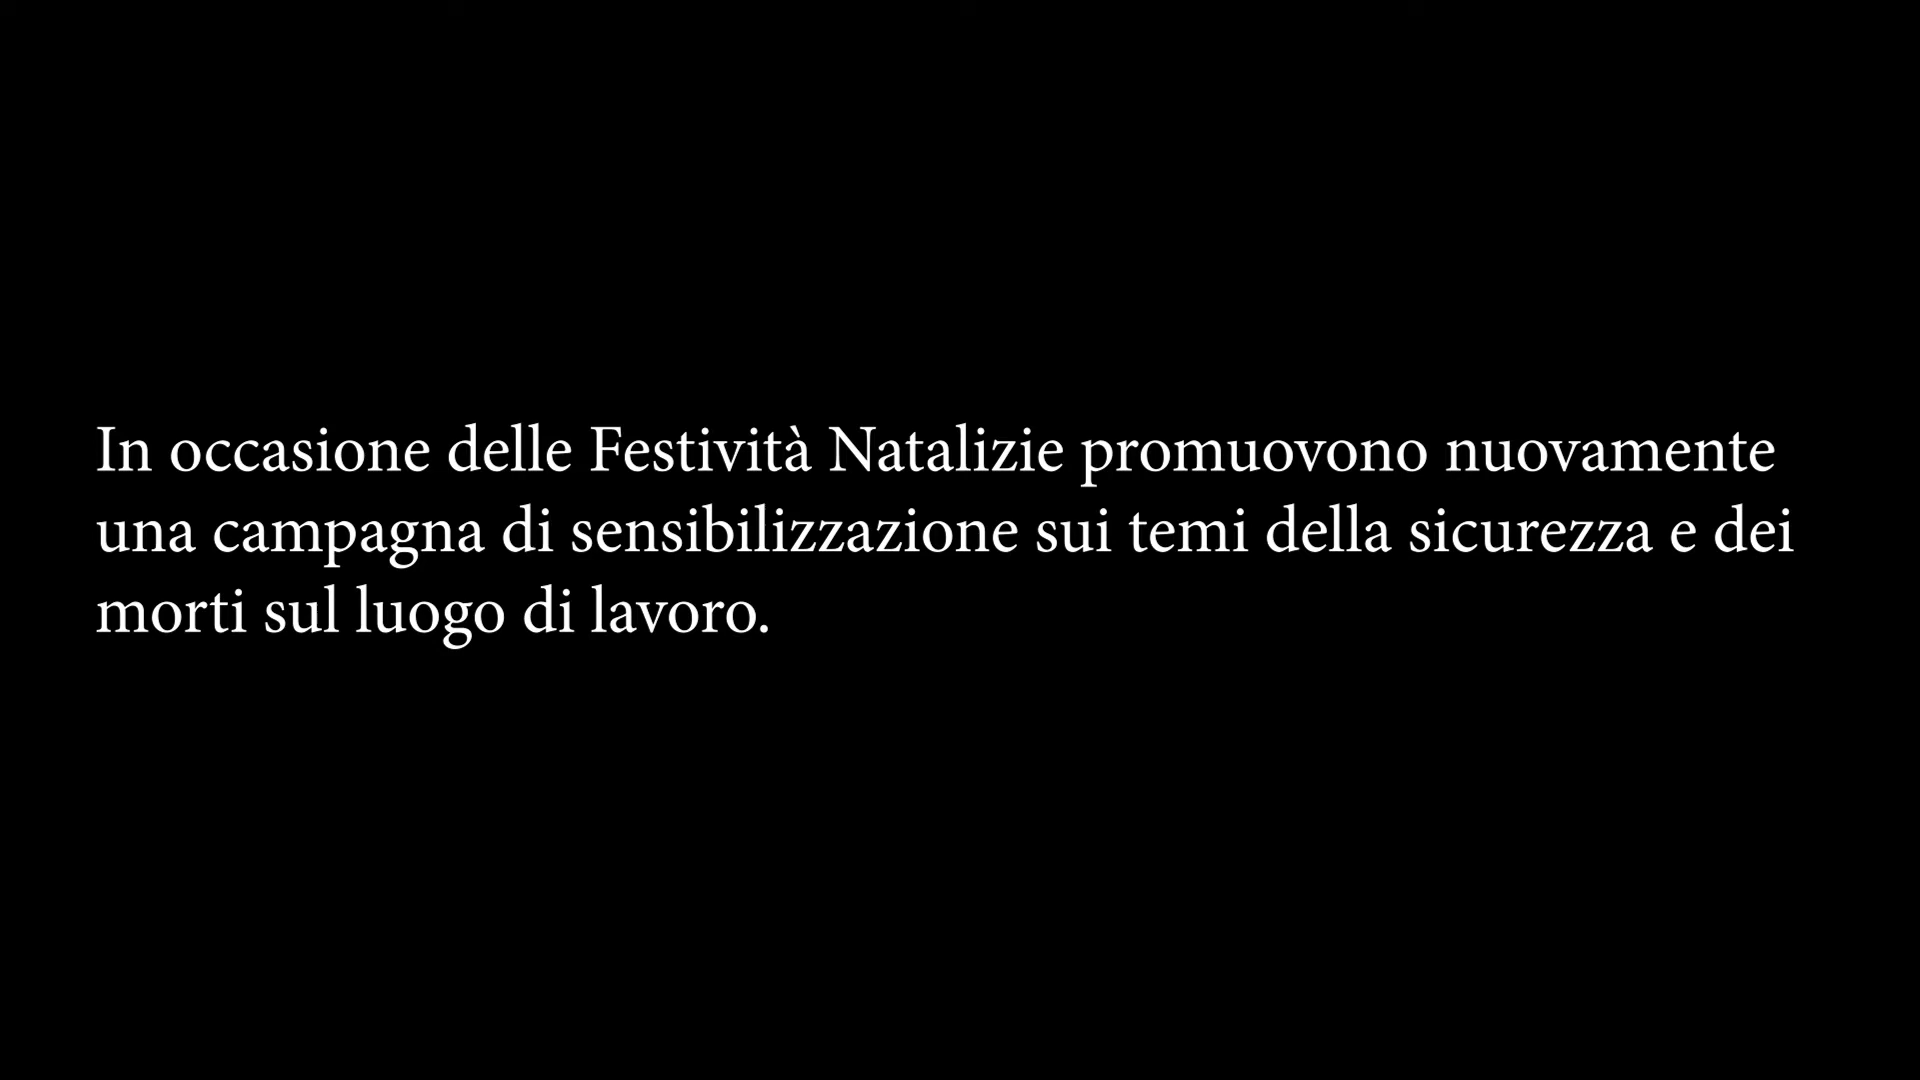 In occasione delle Festività Natalizie promuovono nuovamente
una campagna di sensibilizzazione sui temi della sicurezza e dei
morti sul luogo di lavoro.